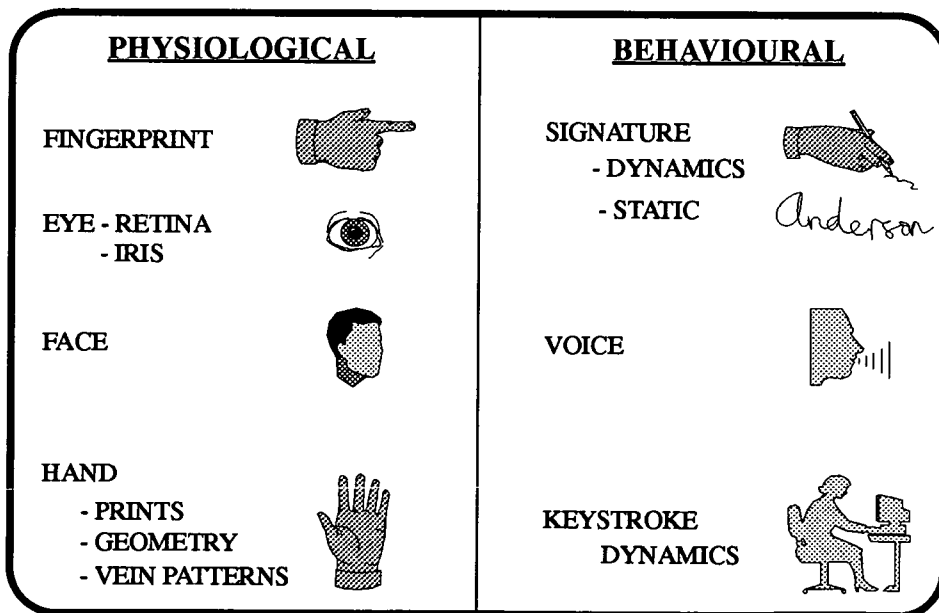 PHYSIOLOGICAL
FINGERPRINT
EYE - RETINA
- IRIS
FACE
HAND
- PRINTS
- GEOMETRY
- VEIN PATTERNS
BEHAVIOURAL
SIGNATURE
- DYNAMICS
- STATIC
Anderson
VOICE
KEYSTROKE
DYNAMICS